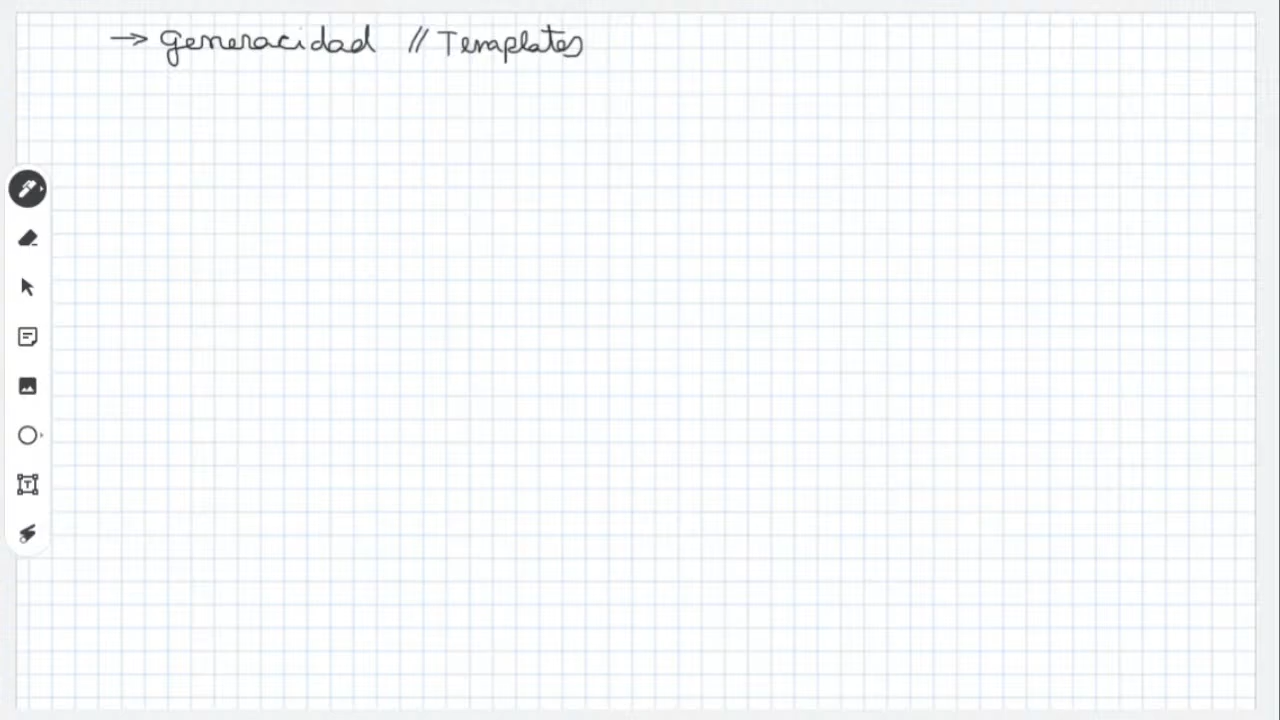 → Generacidad // Templates